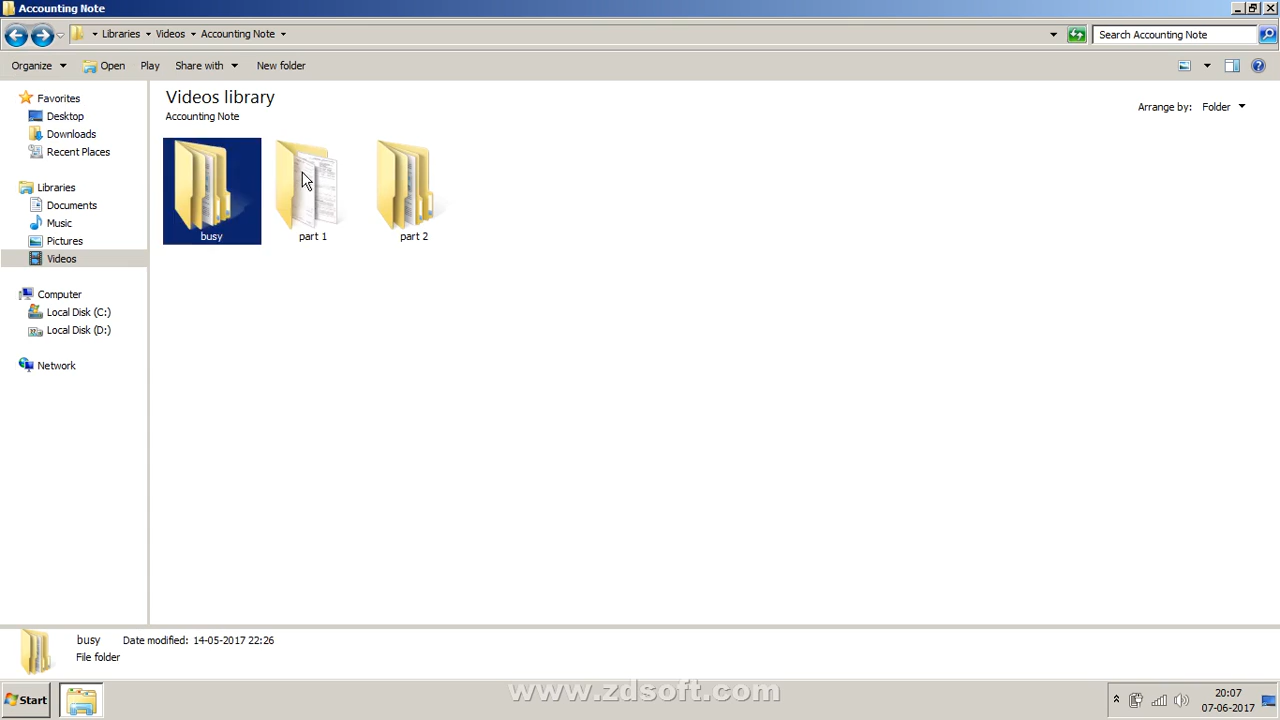 Accounting Note
Libraries Videos Accounting Note
Search Accounting Note
Organize Open Play Share with New folder
Favorites
Desktop
Downloads
Recent Places
Libraries
Documents
Music
Pictures
Videos
Computer
Local Disk (C:)
Local Disk (D:)
Network
Videos library
Accounting Note
Arrange by: Folder
busy part 1 part 2
busy Date modified: 14-05-2017 22:26
File folder
Start
www.zdsoft.com
20:07
07-06-2017